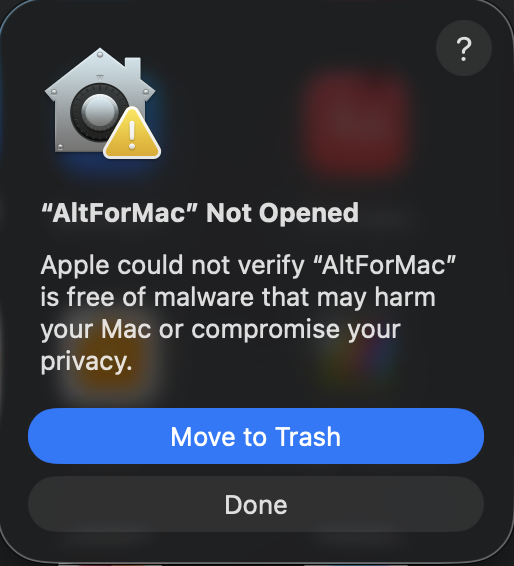 ?
“AltForMac” Not Opened
Apple could not verify “AltForMac”
is free of malware that may harm
your Mac or compromise your
privacy.
Move to Trash
Done